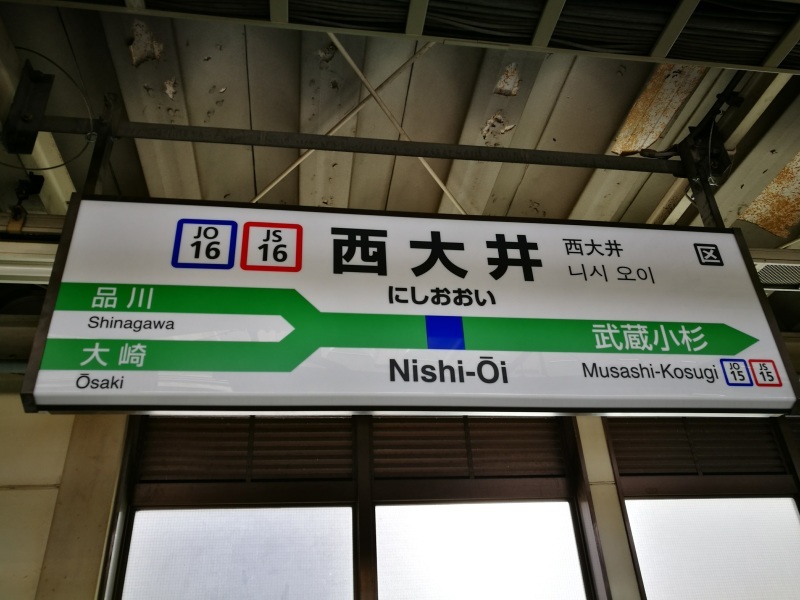 JO 16 JS 16 西大井 西大井 区
にしおおい 니시 오이
品川
Shinagawa
大崎
Ōsaki
Nishi-Ōi
武蔵小杉
Musashi-Kosugi JO 15 JS 15